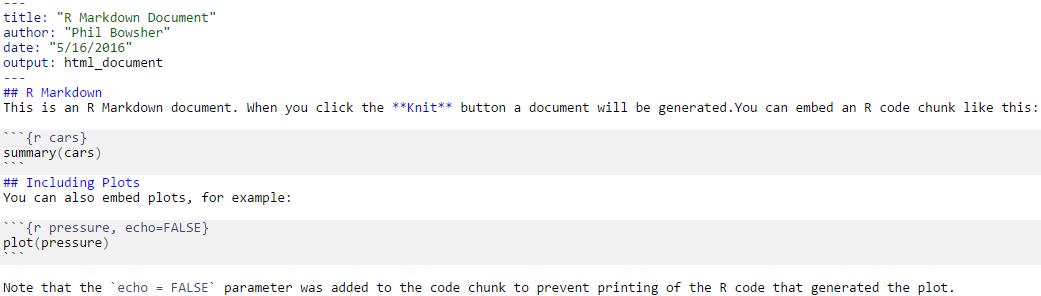 ---
title: "R Markdown Document"
author: "Phil Bowsher"
date: "5/16/2016"
output: html_document
---
## R Markdown
This is an R Markdown document. When you click the **Knit** button a document will be generated.You can embed an R code chunk like this:
```{r cars}
summary(cars)
```
## Including Plots
You can also embed plots, for example:
```{r pressure, echo=FALSE}
plot(pressure)
```
Note that the `echo = FALSE` parameter was added to the code chunk to prevent printing of the R code that generated the plot.